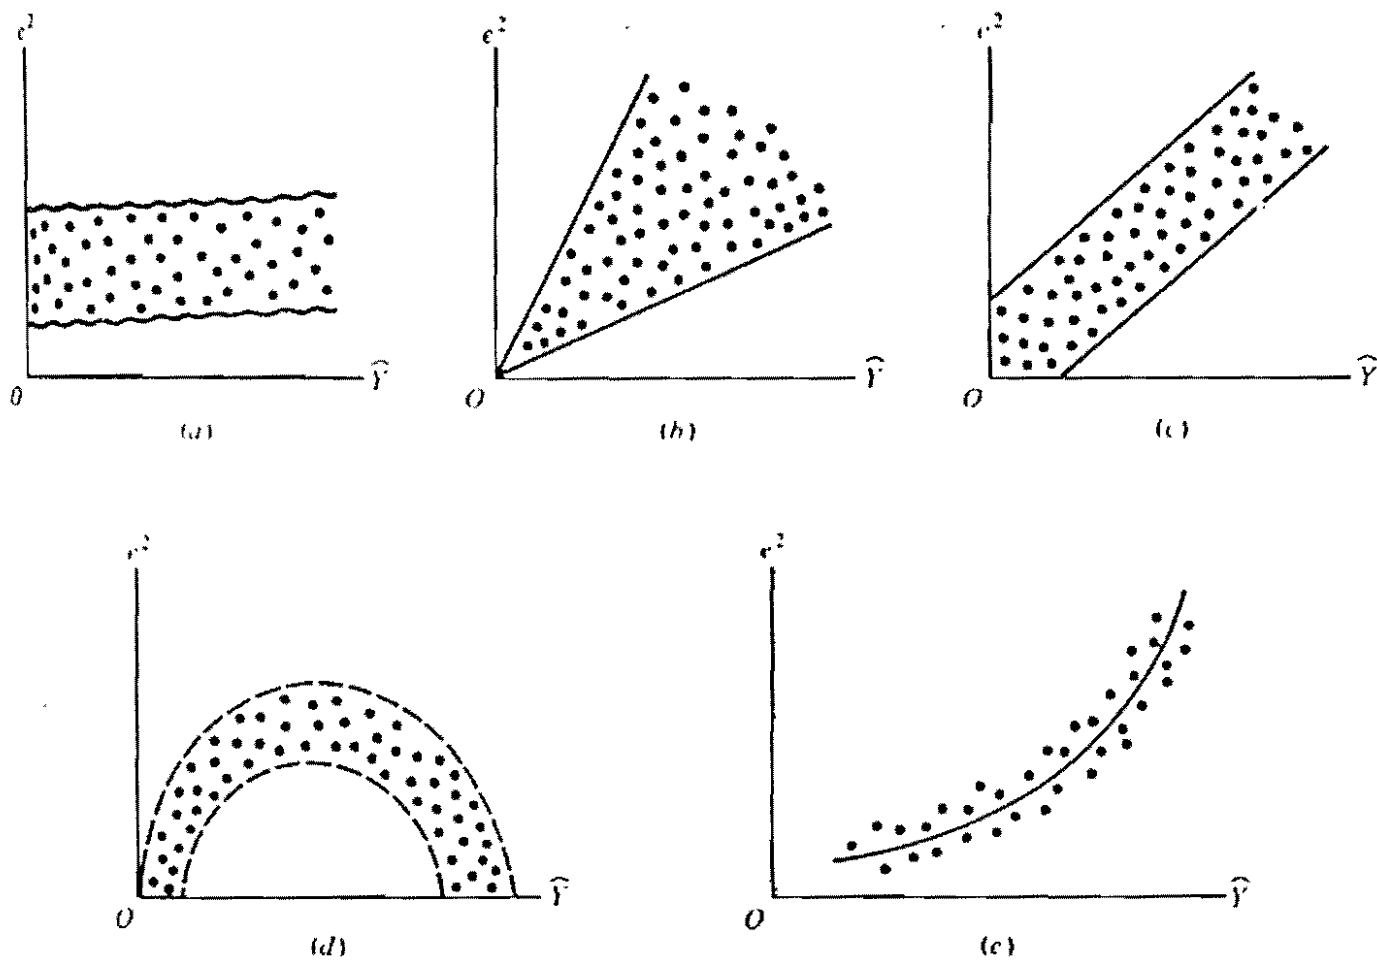 e² e² e²
0 Ŷ O Ŷ O Ŷ
(a) (b) (c)
e² e²
O Ŷ O Ŷ
(d) (e)